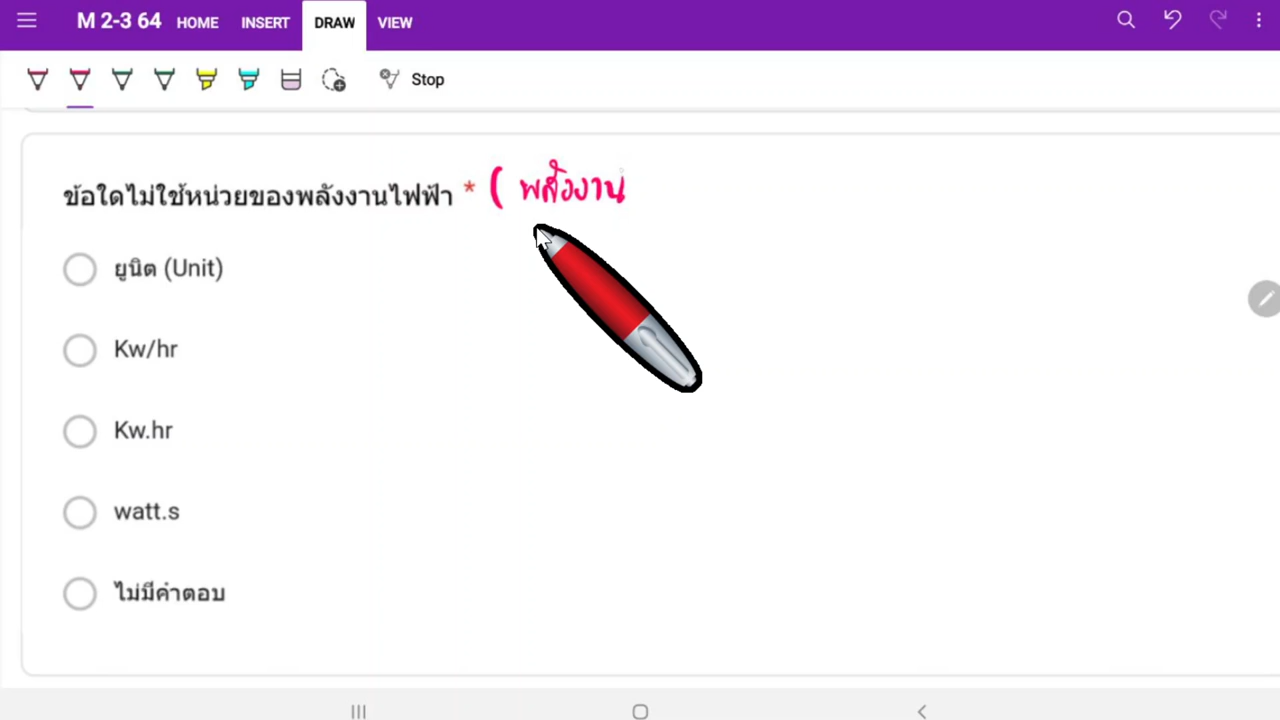 M 2-3 64 HOME INSERT DRAW VIEW
Stop
ข้อใดไม่ใช้หน่วยของพลังงานไฟฟ้า * ( พลังงาน
ยูนิต (Unit)
Kw/hr
Kw.hr
watt.s
ไม่มีคำตอบ